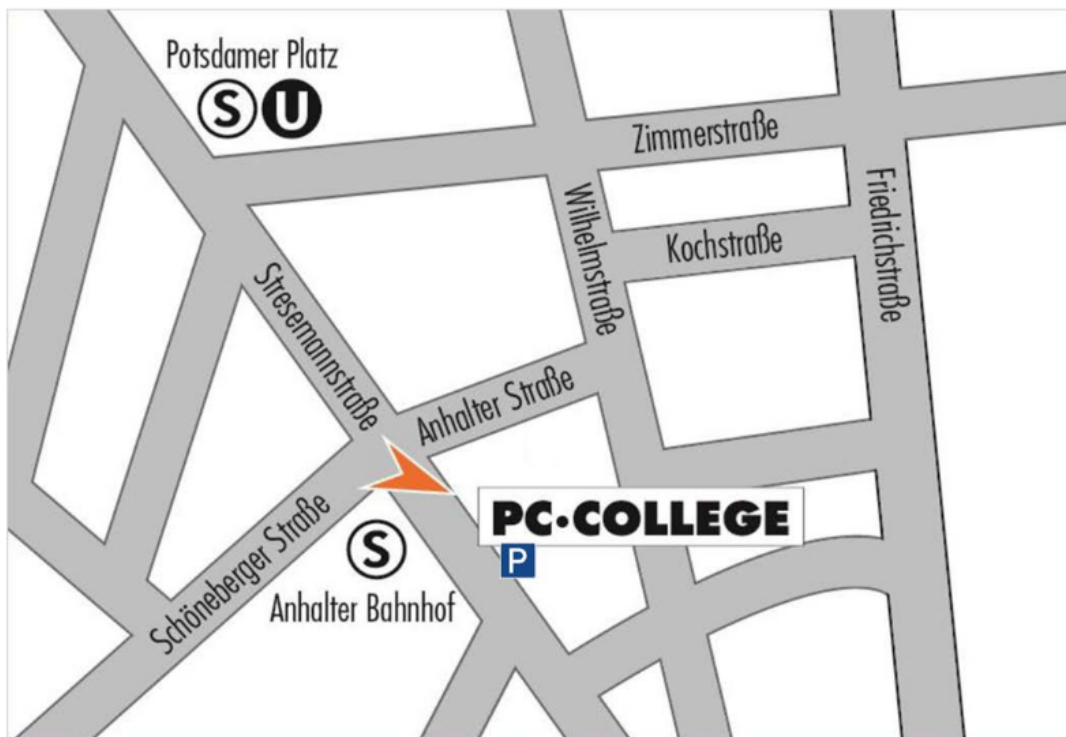 Potsdamer Platz
S U
Zimmerstraße
Wilhelmstraße
Friedrichstraße
Kochstraße
Stresemannstraße
Anhalter Straße
PC•COLLEGE
P
Schöneberger Straße
S
Anhalter Bahnhof